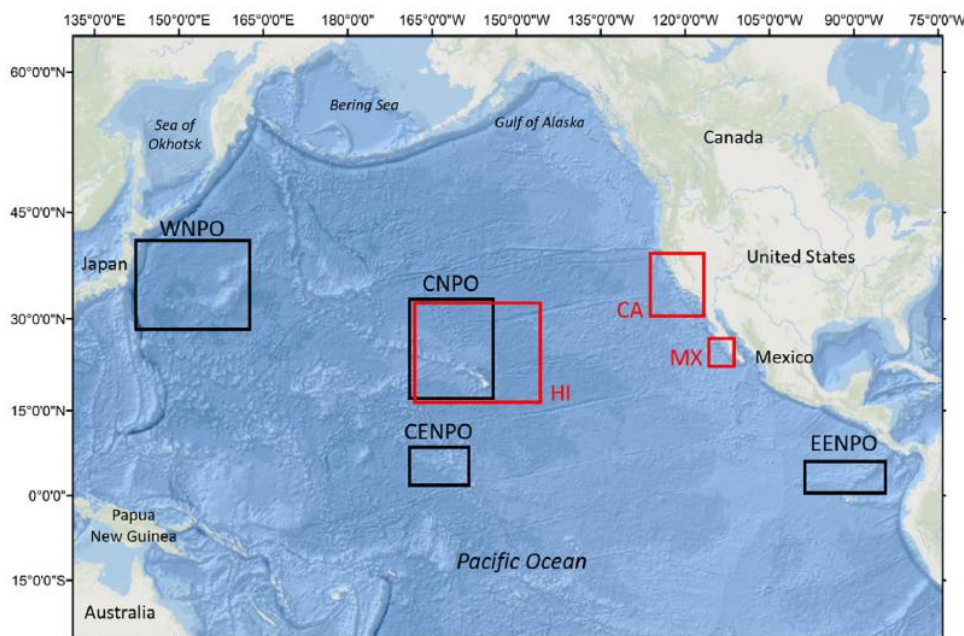 135°0'0"E 150°0'0"E 165°0'0"E 180°0'0" 165°0'0"W 150°0'0"W 135°0'0"W 120°0'0"W 105°0'0"W 90°0'0"W 75°0'0"W
60°0'0"N
Bering Sea
Sea of
Okhotsk
Gulf of Alaska
Canada
45°0'0"N
WNPO
Japan
United States
CNPO
CA
30°0'0"N
MX
Mexico
HI
15°0'0"N
CENPO
EENPO
0°0'0"
Papua
New Guinea
Pacific Ocean
15°0'0"S
Australia